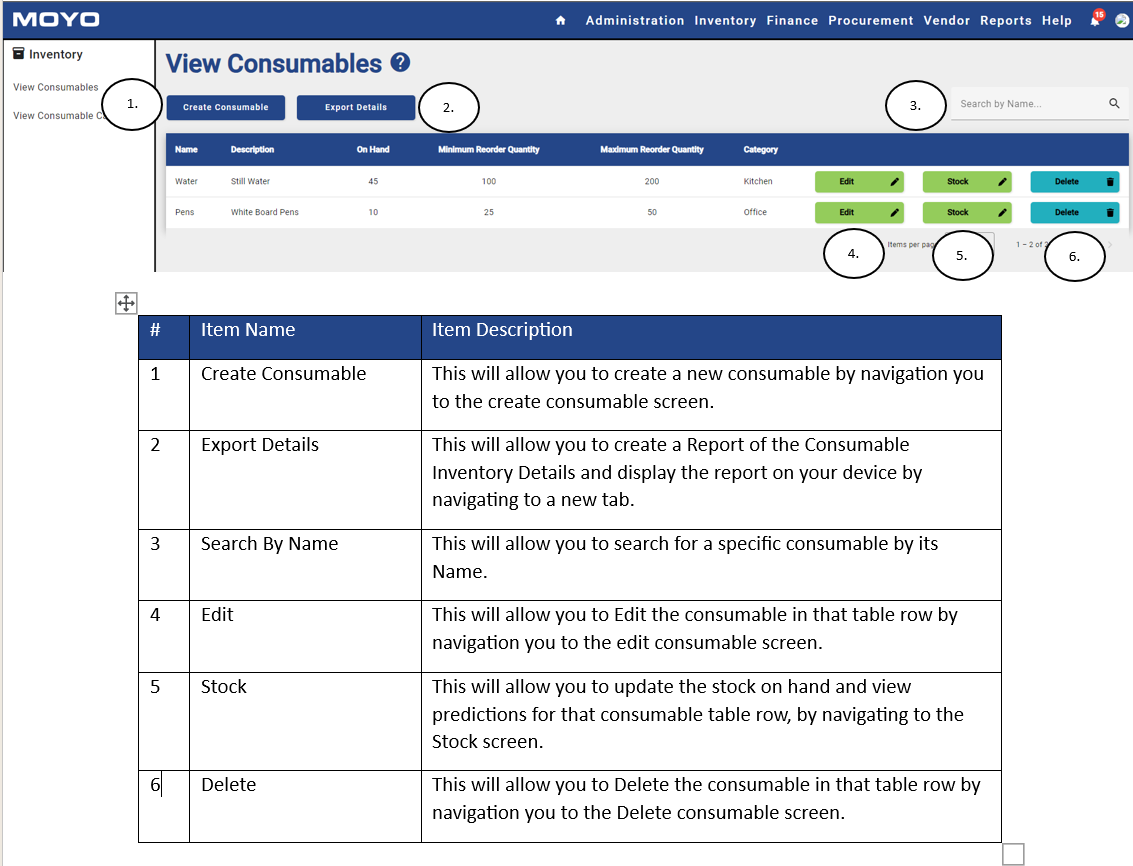 MOYO
Administration Inventory Finance Procurement Vendor Reports Help
15
Inventory
View Consumables
View Consumable
View Consumables ?
1.
Create Consumable Export Details
2.
3.
Search by Name...
Name Description On Hand Minimum Reorder Quantity Maximum Reorder Quantity Category
Water Still Water 45 100 200 Kitchen Edit Stock Delete
Pens White Board Pens 10 25 50 Office Edit Stock Delete
4.
Items per
5.
1 – 2 of
6.
# Item Name Item Description
1 Create Consumable This will allow you to create a new consumable by navigation you
to the create consumable screen.
2 Export Details This will allow you to create a Report of the Consumable
Inventory Details and display the report on your device by
navigating to a new tab.
3 Search By Name This will allow you to search for a specific consumable by its
Name.
4 Edit This will allow you to Edit the consumable in that table row by
navigation you to the edit consumable screen.
5 Stock This will allow you to update the stock on hand and view
predictions for that consumable table row, by navigating to the
Stock screen.
6 Delete This will allow you to Delete the consumable in that table row by
navigation you to the Delete consumable screen.